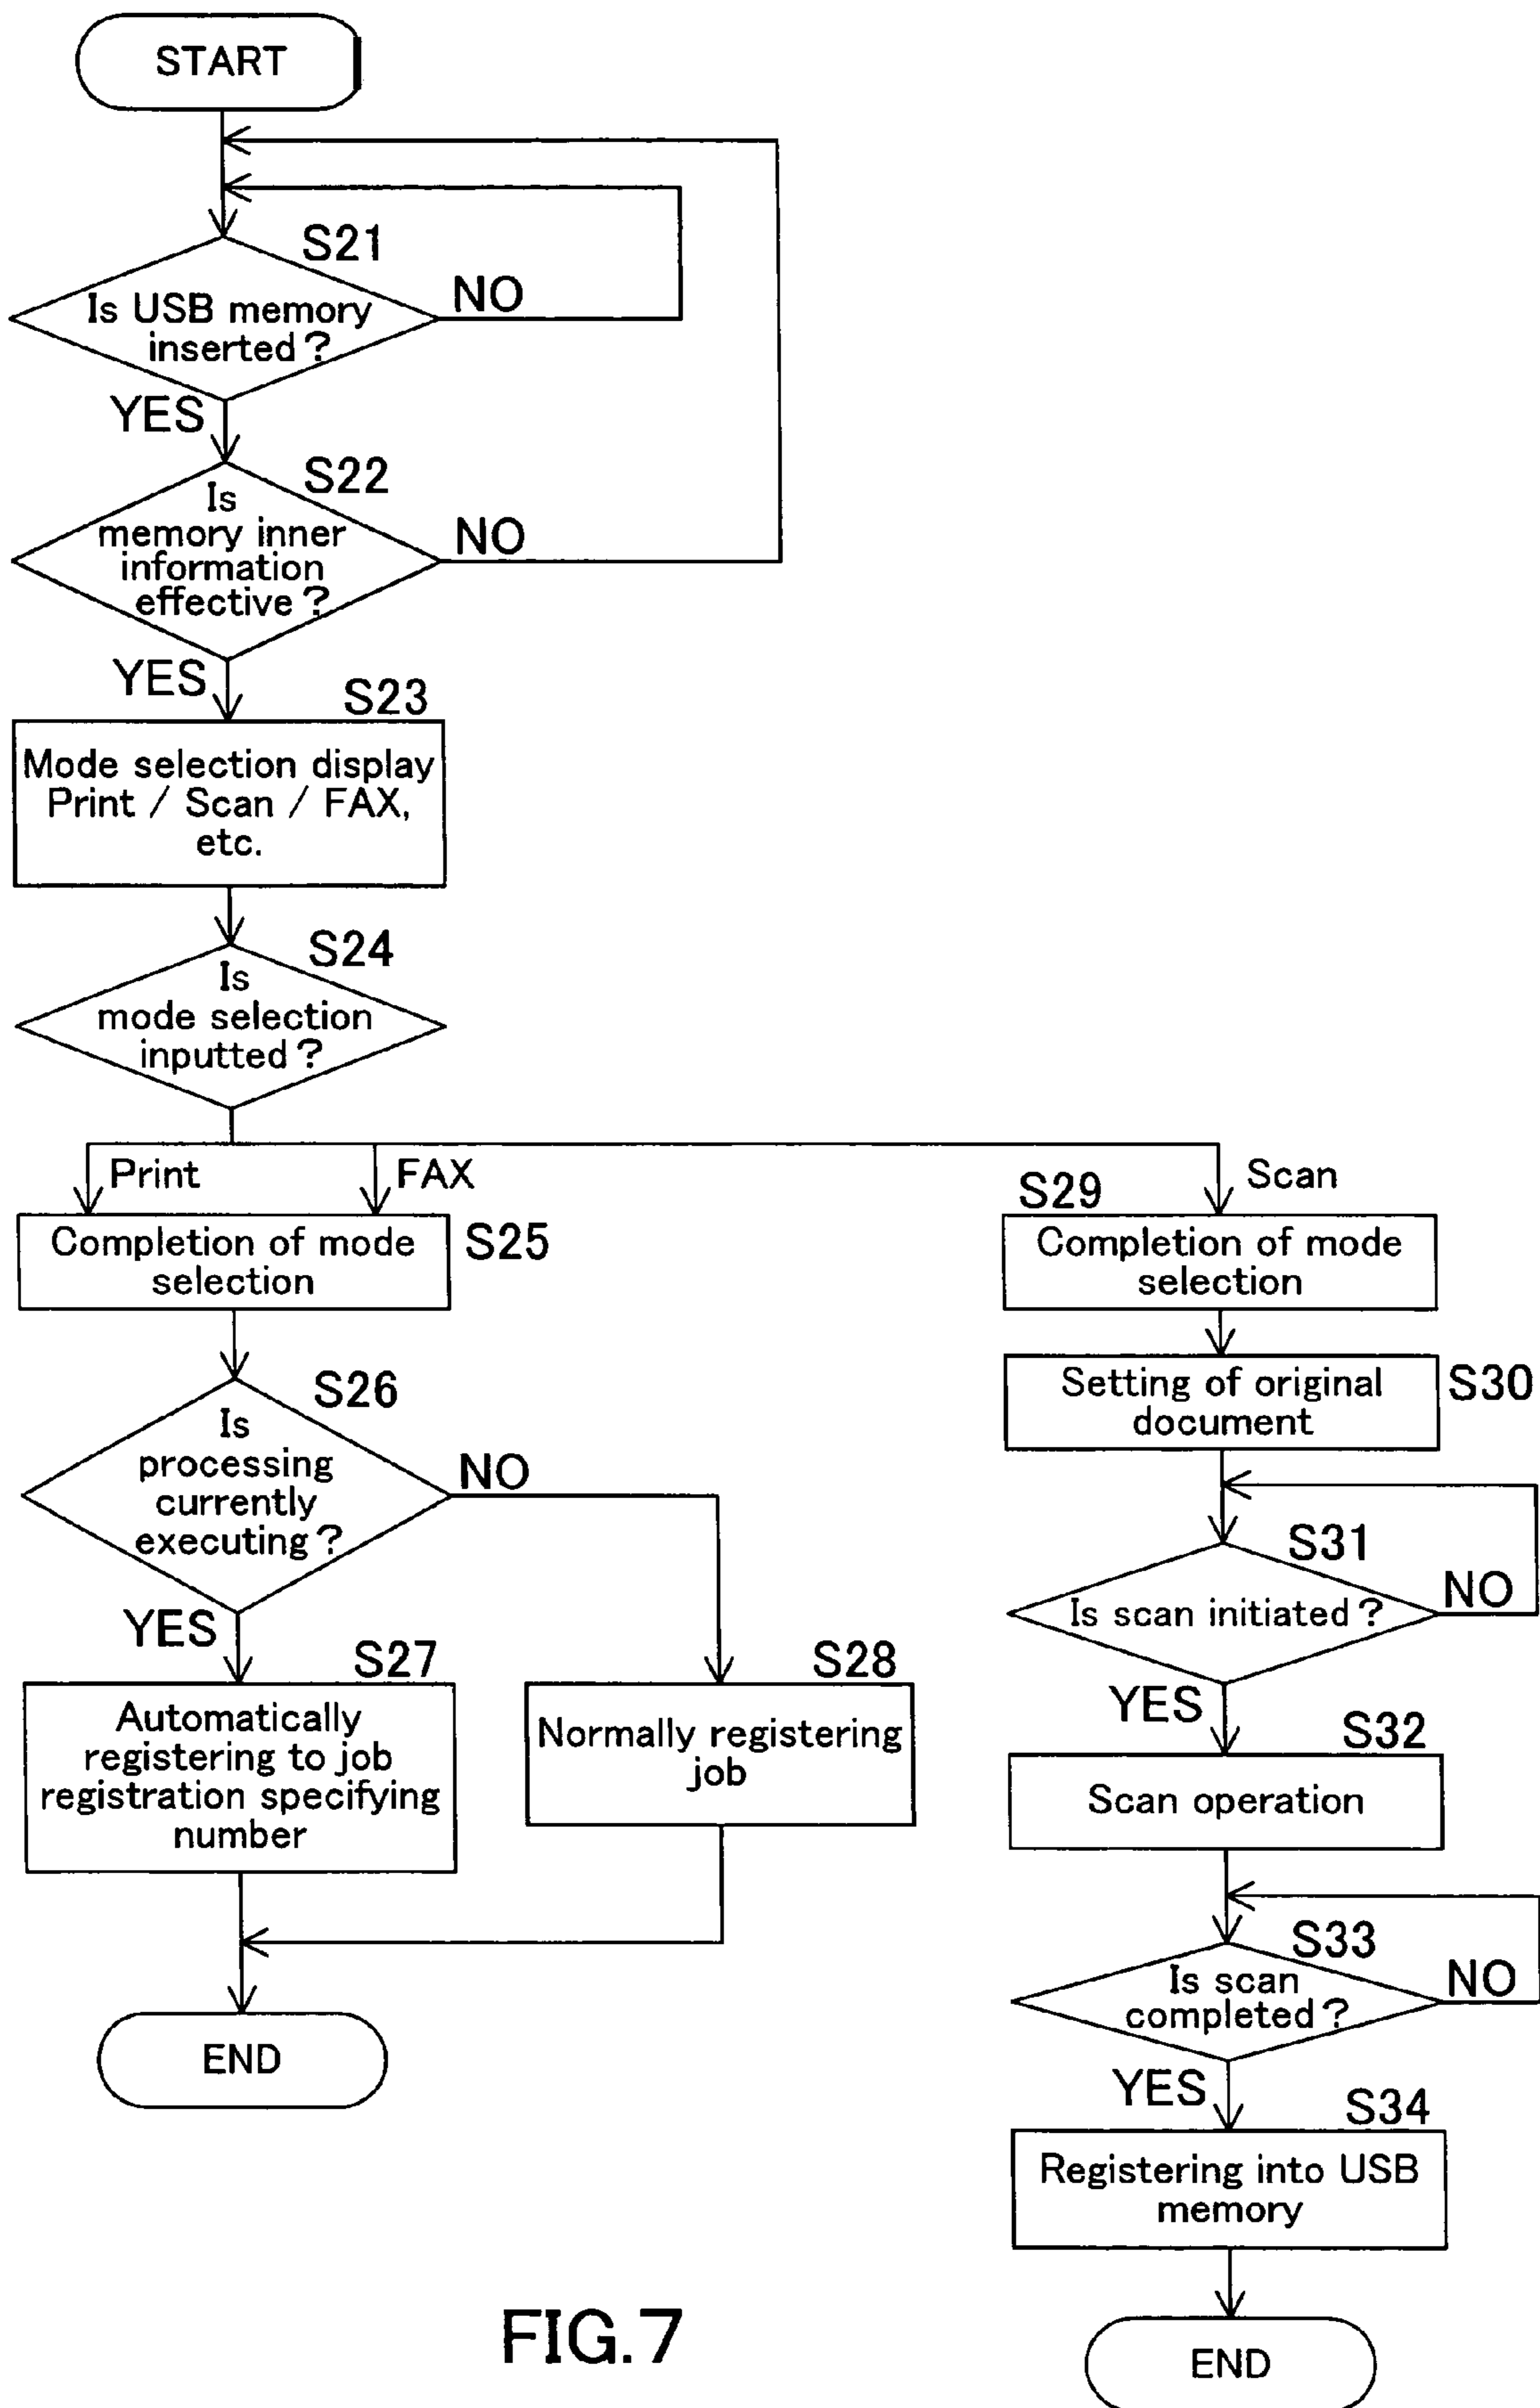 START
S21
Is USB memory
inserted?
NO
YES
S22
Is
memory inner
information
effective?
NO
YES
S23
Mode selection display
Print / Scan / FAX,
etc.
S24
Is
mode selection
inputted?
Print
FAX
Scan
Completion of mode
selection
S25
S26
Is
processing
currently
executing?
NO
YES
S27
Automatically
registering to job
registration specifying
number
S28
Normally registering
job
END
S29
Completion of mode
selection
Setting of original
document
S30
S31
Is scan initiated?
NO
YES
S32
Scan operation
S33
Is scan
completed?
NO
YES
S34
Registering into USB
memory
END
FIG.7